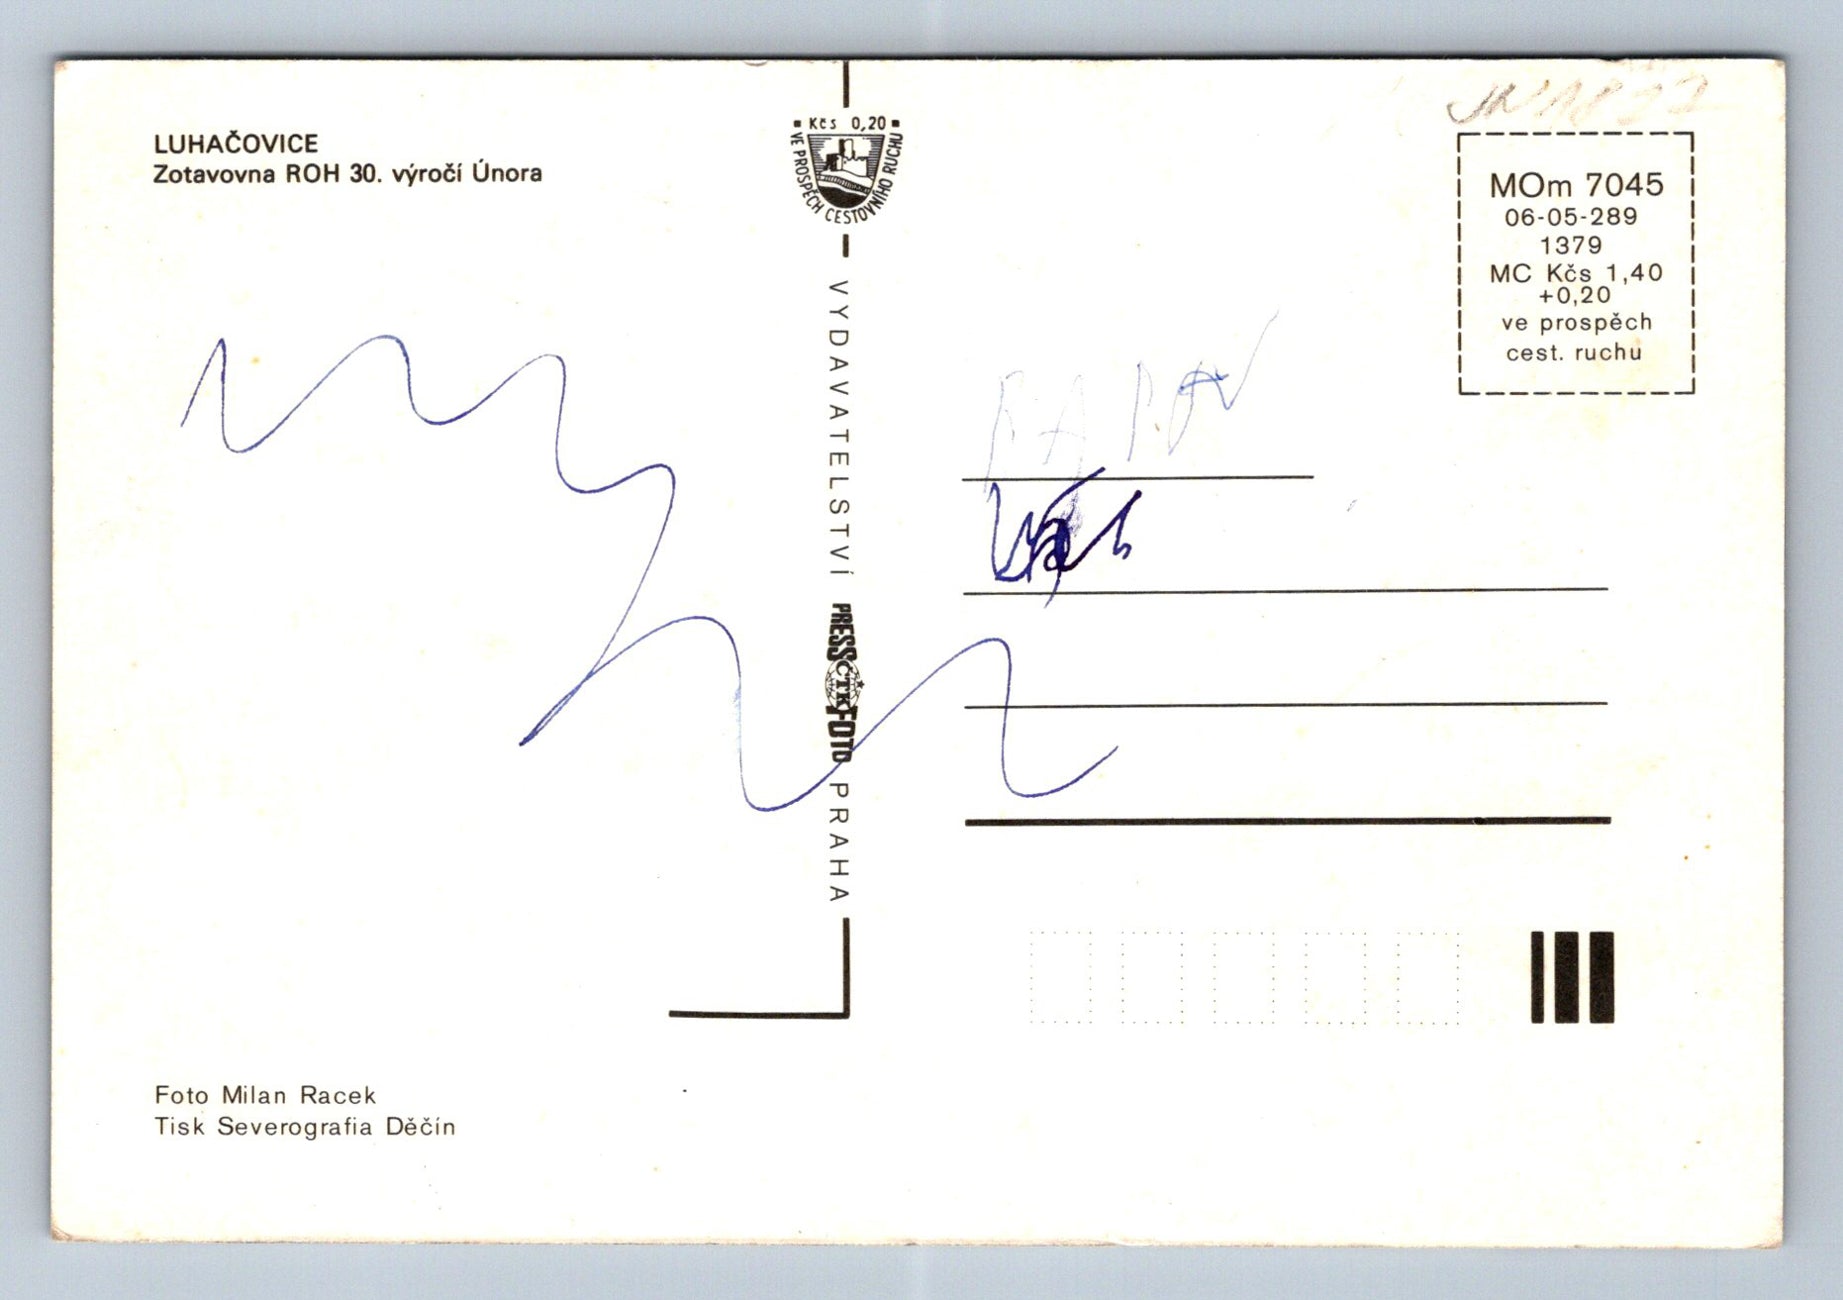 LUHAČOVICE
Zotavovna ROH 30. výročí Února
Kčs 0,20
VE PROSPĚCH CESTOVNÍHO RUCHU
MOm 7045
06-05-289
1379
MC Kčs 1,40
+0,20
ve prospěch
cest. ruchu
VYDAVATELSTVÍ PRESSFOTO PRAHA
ČTK
Foto Milan Racek
Tisk Severografia Děčín